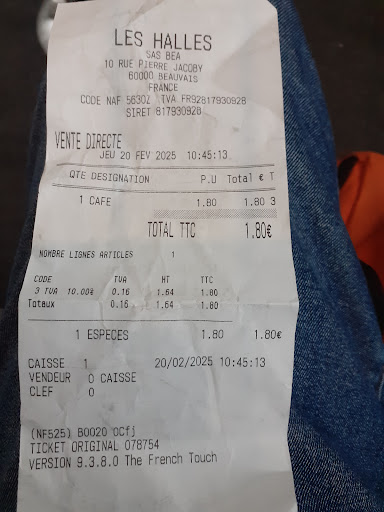 LES HALLES
SAS BEA
10 RUE PIERRE JACOBY
60000 BEAUVAIS
FRANCE
CODE NAF 5630Z TVA FR92817930928
SIRET 817930928
VENTE DIRECTE
JEU 20 FEV 2025 10:45:13
QTE DESIGNATION P.U Total € T
1 CAFE 1.80 1.80 3
TOTAL TTC 1.80€
NOMBRE LIGNES ARTICLES 1
CODE TVA HT TTC
3 TVA 10.00% 0.16 1.64 1.80
Totaux 0.16 1.64 1.80
1 ESPECES 1.80 1.80€
CAISSE 1 20/02/2025 10:45:13
VENDEUR 0 CAISSE
CLEF 0
(NF525) B0020 OCfj
TICKET ORIGINAL 078754
VERSION 9.3.8.0 The French Touch